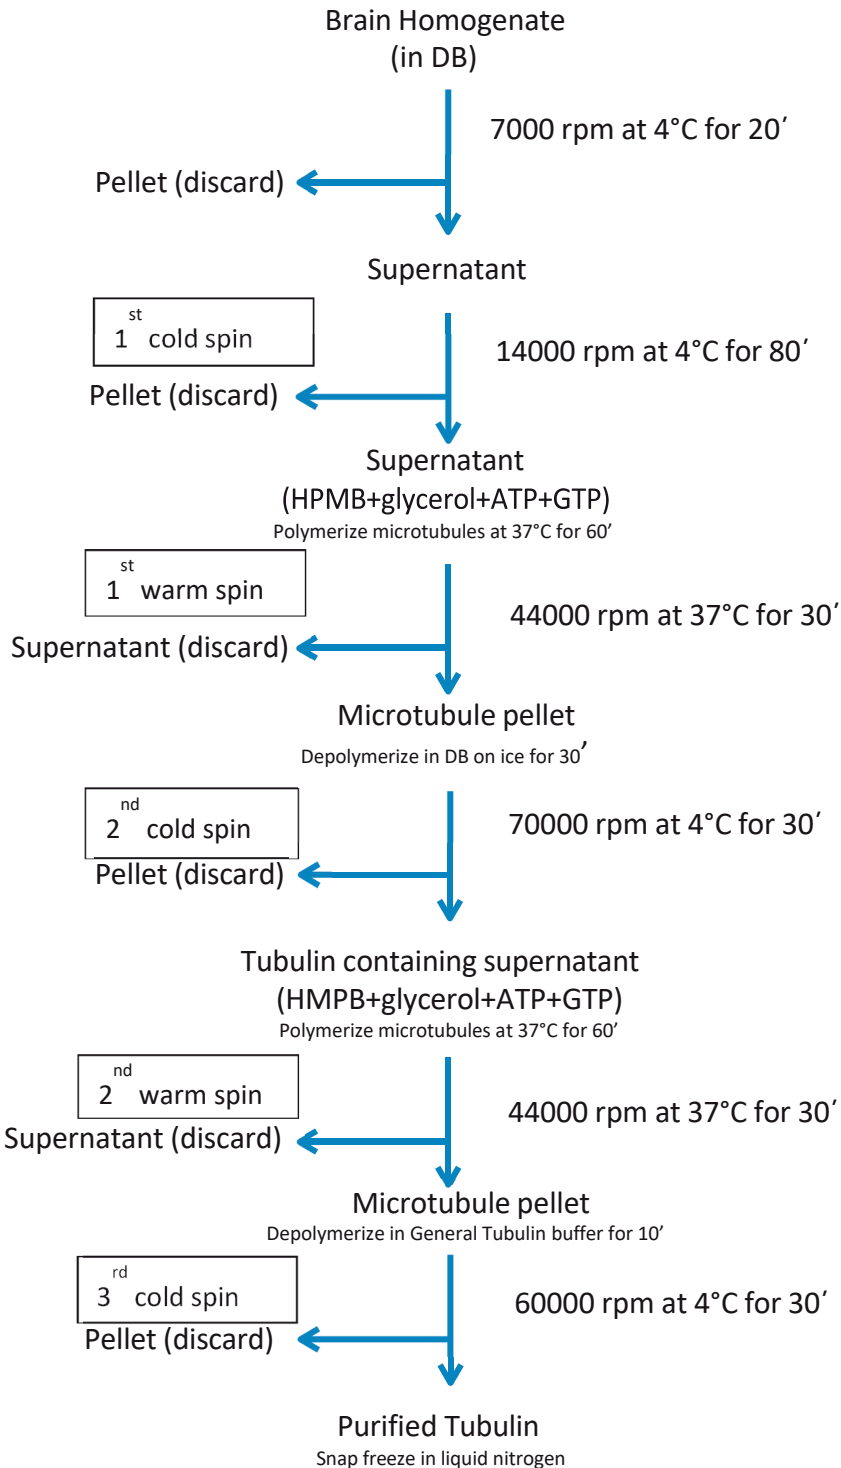 Brain Homogenate
(in DB)
7000 rpm at 4°C for 20′
Pellet (discard)
Supernatant
1st cold spin
14000 rpm at 4°C for 80′
Pellet (discard)
Supernatant
(HPMB+glycerol+ATP+GTP)
Polymerize microtubules at 37°C for 60′
1st warm spin
44000 rpm at 37°C for 30′
Supernatant (discard)
Microtubule pellet
Depolymerize in DB on ice for 30′
2nd cold spin
70000 rpm at 4°C for 30′
Pellet (discard)
Tubulin containing supernatant
(HMPB+glycerol+ATP+GTP)
Polymerize microtubules at 37°C for 60′
2nd warm spin
44000 rpm at 37°C for 30′
Supernatant (discard)
Microtubule pellet
Depolymerize in General Tubulin buffer for 10′
3rd cold spin
60000 rpm at 4°C for 30′
Pellet (discard)
Purified Tubulin
Snap freeze in liquid nitrogen